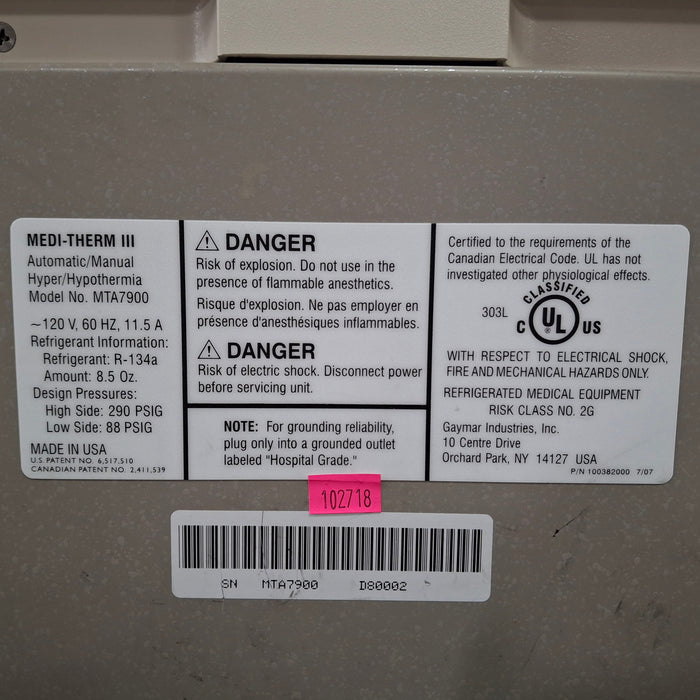 MEDI-THERM III
Automatic/Manual
Hyper/Hypothermia
Model No. MTA7900
~120 V, 60 HZ, 11.5 A
Refrigerant Information:
Refrigerant: R-134a
Amount: 8.5 Oz.
Design Pressures:
High Side: 290 PSIG
Low Side: 88 PSIG
MADE IN USA
U.S. PATENT NO. 6,517,510
CANADIAN PATENT NO. 2,411,539
DANGER
Risk of explosion. Do not use in the
presence of flammable anesthetics.
Risque d'explosion. Ne pas employer en
présence d'anesthésiques inflammables.
DANGER
Risk of electric shock. Disconnect power
before servicing unit.
NOTE: For grounding reliability,
plug only into a grounded outlet
labeled "Hospital Grade."
Certified to the requirements of the
Canadian Electrical Code. UL has not
investigated other physiological effects.
CLASSIFIED
303L
C UL ® US
WITH RESPECT TO ELECTRICAL SHOCK,
FIRE AND MECHANICAL HAZARDS ONLY.
REFRIGERATED MEDICAL EQUIPMENT
RISK CLASS NO. 2G
Gaymar Industries, Inc.
10 Centre Drive
Orchard Park, NY 14127 USA
P/N 100382000 7/07
102718
SN MTA7900 D80002